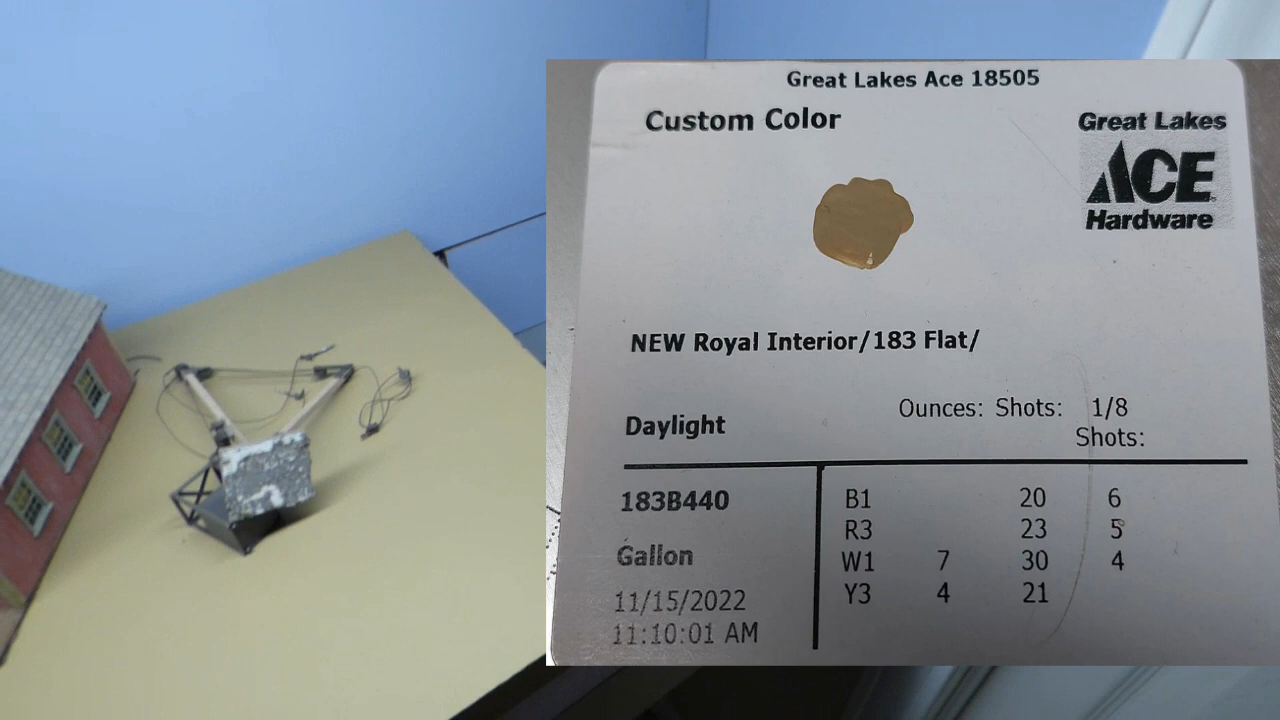 Great Lakes Ace 18505
Custom Color
Great Lakes
ACE
Hardware
NEW Royal Interior/183 Flat/
Daylight
Ounces: Shots: 1/8
Shots:
183B440
Gallon
11/15/2022
11:10:01 AM
B1 20 6
R3 23 5
W1 7 30 4
Y3 4 21